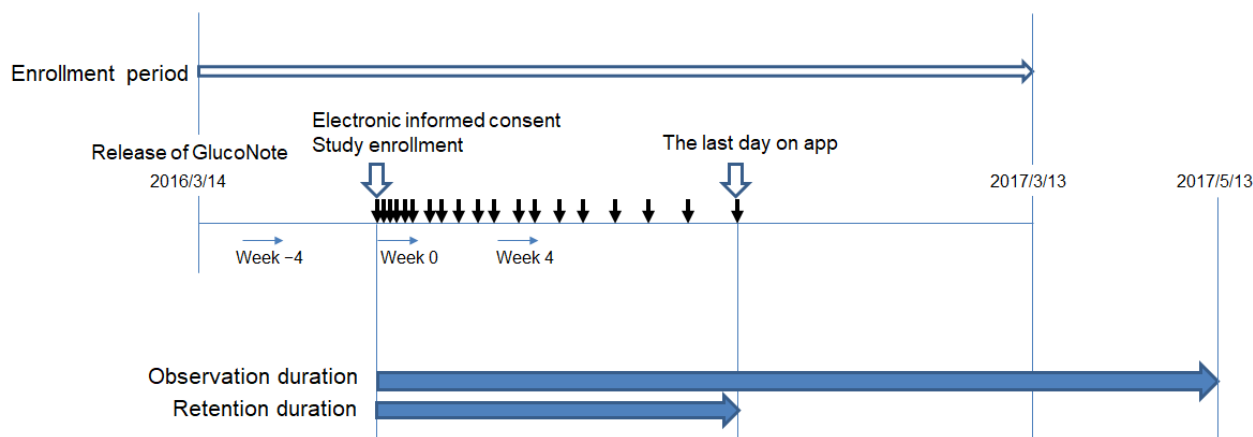 Enrollment period
Electronic informed consent
Study enrollment
The last day on app
Release of GlucoNote
2016/3/14
2017/3/13
2017/5/13
Week −4
Week 0
Week 4
Observation duration
Retention duration